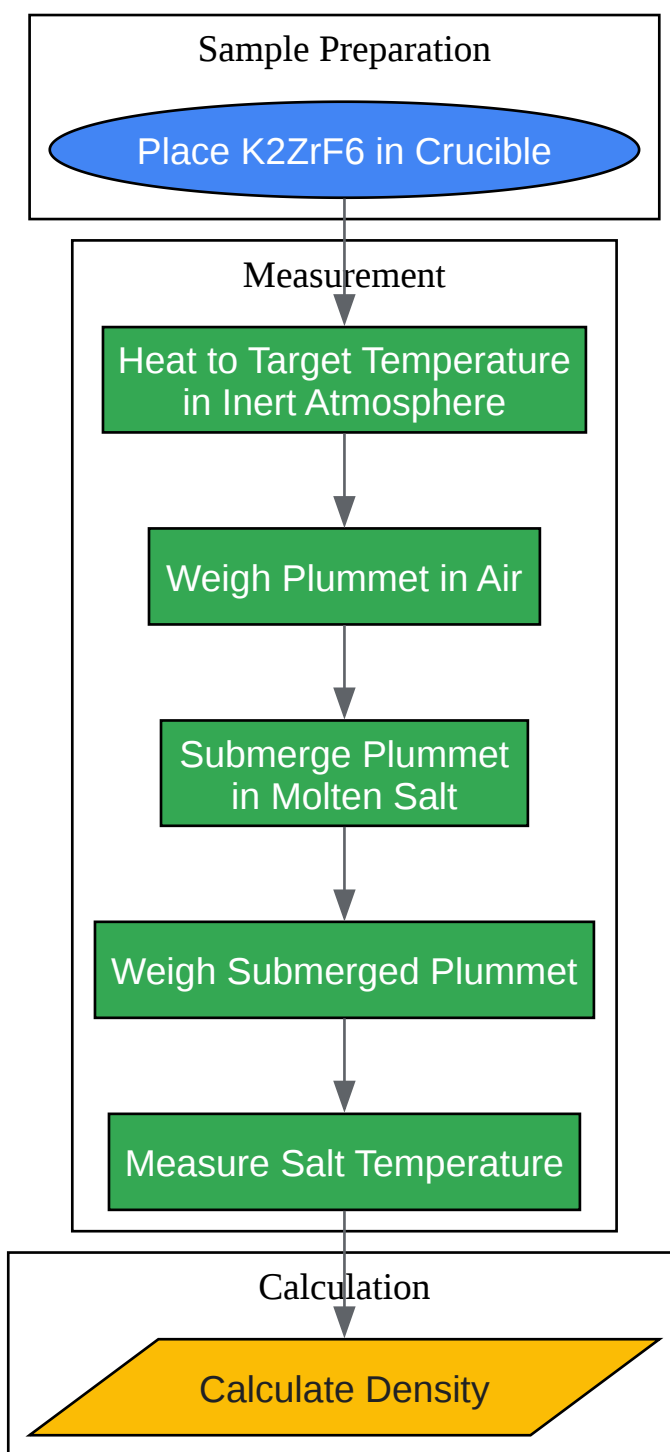 Sample Preparation
Place K2ZrF6 in Crucible
Measurement
Heat to Target Temperature
in Inert Atmosphere
Weigh Plummet in Air
Submerge Plummet
in Molten Salt
Weigh Submerged Plummet
Measure Salt Temperature
Calculation
Calculate Density